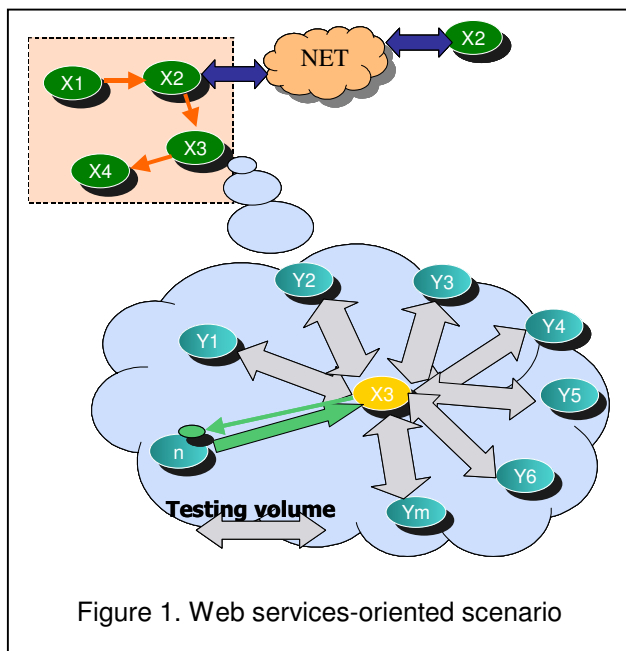 X2
NET
X1
X2
X3
X4
Y2
Y3
Y4
Y1
X3
Y5
n
Y6
Testing volume
Ym
Figure 1. Web services-oriented scenario